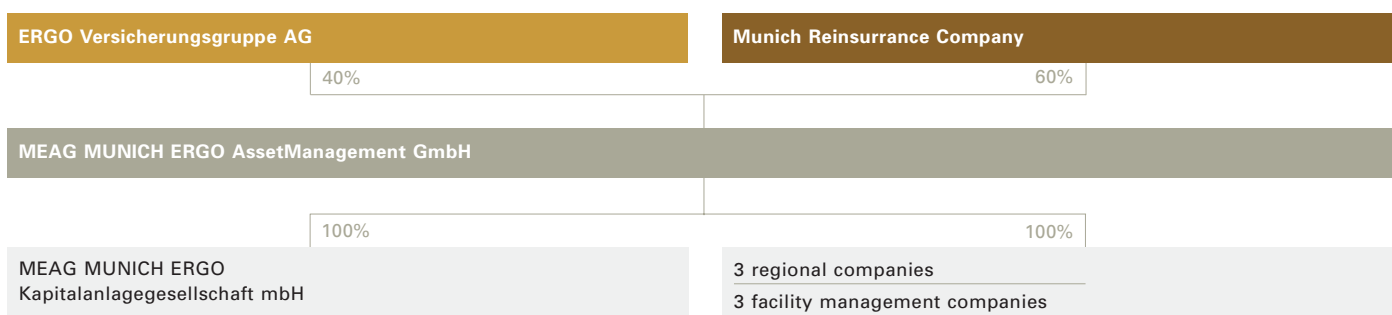 ERGO Versicherungsgruppe AG
Munich Reinsurrance Company
40%
60%
MEAG MUNICH ERGO AssetManagement GmbH
100%
100%
MEAG MUNICH ERGO
Kapitalanlagegesellschaft mbH
3 regional companies
3 facility management companies